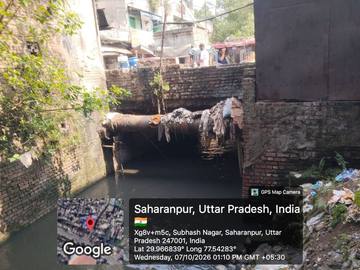 GPS Map Camera
Saharanpur, Uttar Pradesh, India
Xg8v+m5c, Subhash Nagar, Saharanpur, Uttar
Pradesh 247001, India
Lat 29.966839° Long 77.54283°
Wednesday, 07/10/2026 01:10 PM GMT +05:30
Google